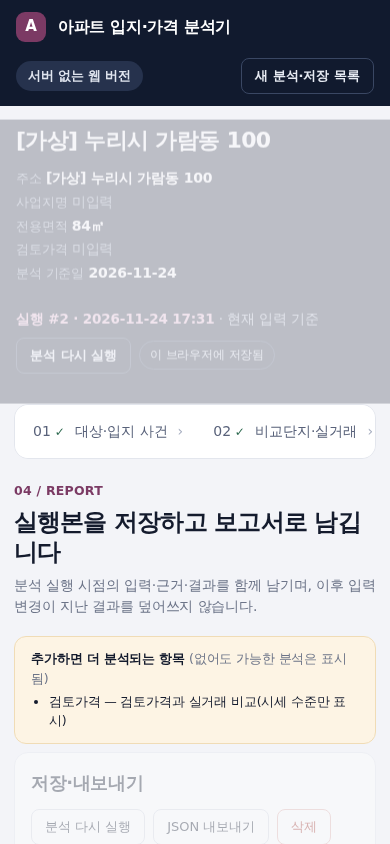 A 아파트 입지·가격 분석기
서버 없는 웹 버전 새 분석·저장 목록
[가상] 누리시 가람동 100
주소 [가상] 누리시 가람동 100
사업지명 미입력
전용면적 84㎡
검토가격 미입력
분석 기준일 2026-11-24
실행 #2 · 2026-11-24 17:31 · 현재 입력 기준
분석 다시 실행 이 브라우저에 저장됨
01 ✓ 대상·입지 사건 › 02 ✓ 비교단지·실거래 ›
04 / REPORT
실행본을 저장하고 보고서로 남깁
니다
분석 실행 시점의 입력·근거·결과를 함께 남기며, 이후 입력
변경이 지난 결과를 덮어쓰지 않습니다.
추가하면 더 분석되는 항목 (없어도 가능한 분석은 표시
됨)
• 검토가격 — 검토가격과 실거래 비교(시세 수준만 표
시)
저장·내보내기
분석 다시 실행 JSON 내보내기 삭제